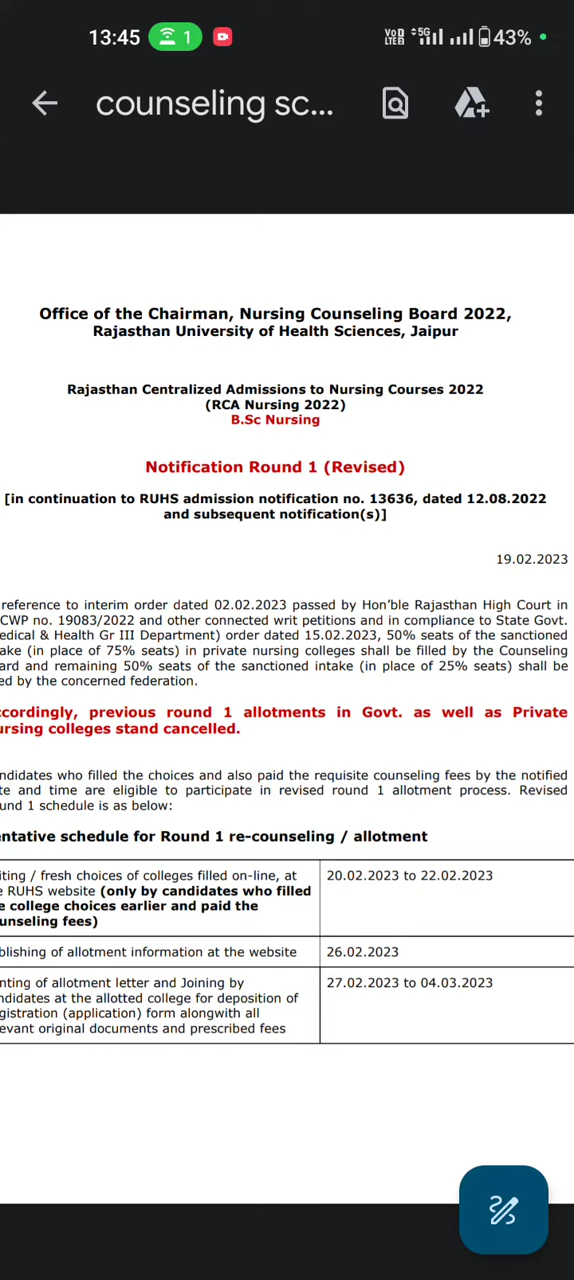 13:45 1 VoD LTE2 5G 43%
counseling sc...
Office of the Chairman, Nursing Counseling Board 2022,
Rajasthan University of Health Sciences, Jaipur
Rajasthan Centralized Admissions to Nursing Courses 2022
(RCA Nursing 2022)
B.Sc Nursing
Notification Round 1 (Revised)
[in continuation to RUHS admission notification no. 13636, dated 12.08.2022
and subsequent notification(s)]
19.02.2023
reference to interim order dated 02.02.2023 passed by Hon'ble Rajasthan High Court in
CWP no. 19083/2022 and other connected writ petitions and in compliance to State Govt.
edical & Health Gr III Department) order dated 15.02.2023, 50% seats of the sanctioned
ake (in place of 75% seats) in private nursing colleges shall be filled by the Counseling
ard and remaining 50% seats of the sanctioned intake (in place of 25% seats) shall be
ed by the concerned federation.
ccordingly, previous round 1 allotments in Govt. as well as Private
ursing colleges stand cancelled.
ndidates who filled the choices and also paid the requisite counseling fees by the notified
te and time are eligible to participate in revised round 1 allotment process. Revised
und 1 schedule is as below:
entative schedule for Round 1 re-counseling / allotment
iting / fresh choices of colleges filled on-line, at 20.02.2023 to 22.02.2023
e RUHS website (only by candidates who filled
e college choices earlier and paid the
unseling fees)
blishing of allotment information at the website 26.02.2023
nting of allotment letter and Joining by 27.02.2023 to 04.03.2023
ndidates at the allotted college for deposition of
gistration (application) form alongwith all
evant original documents and prescribed fees